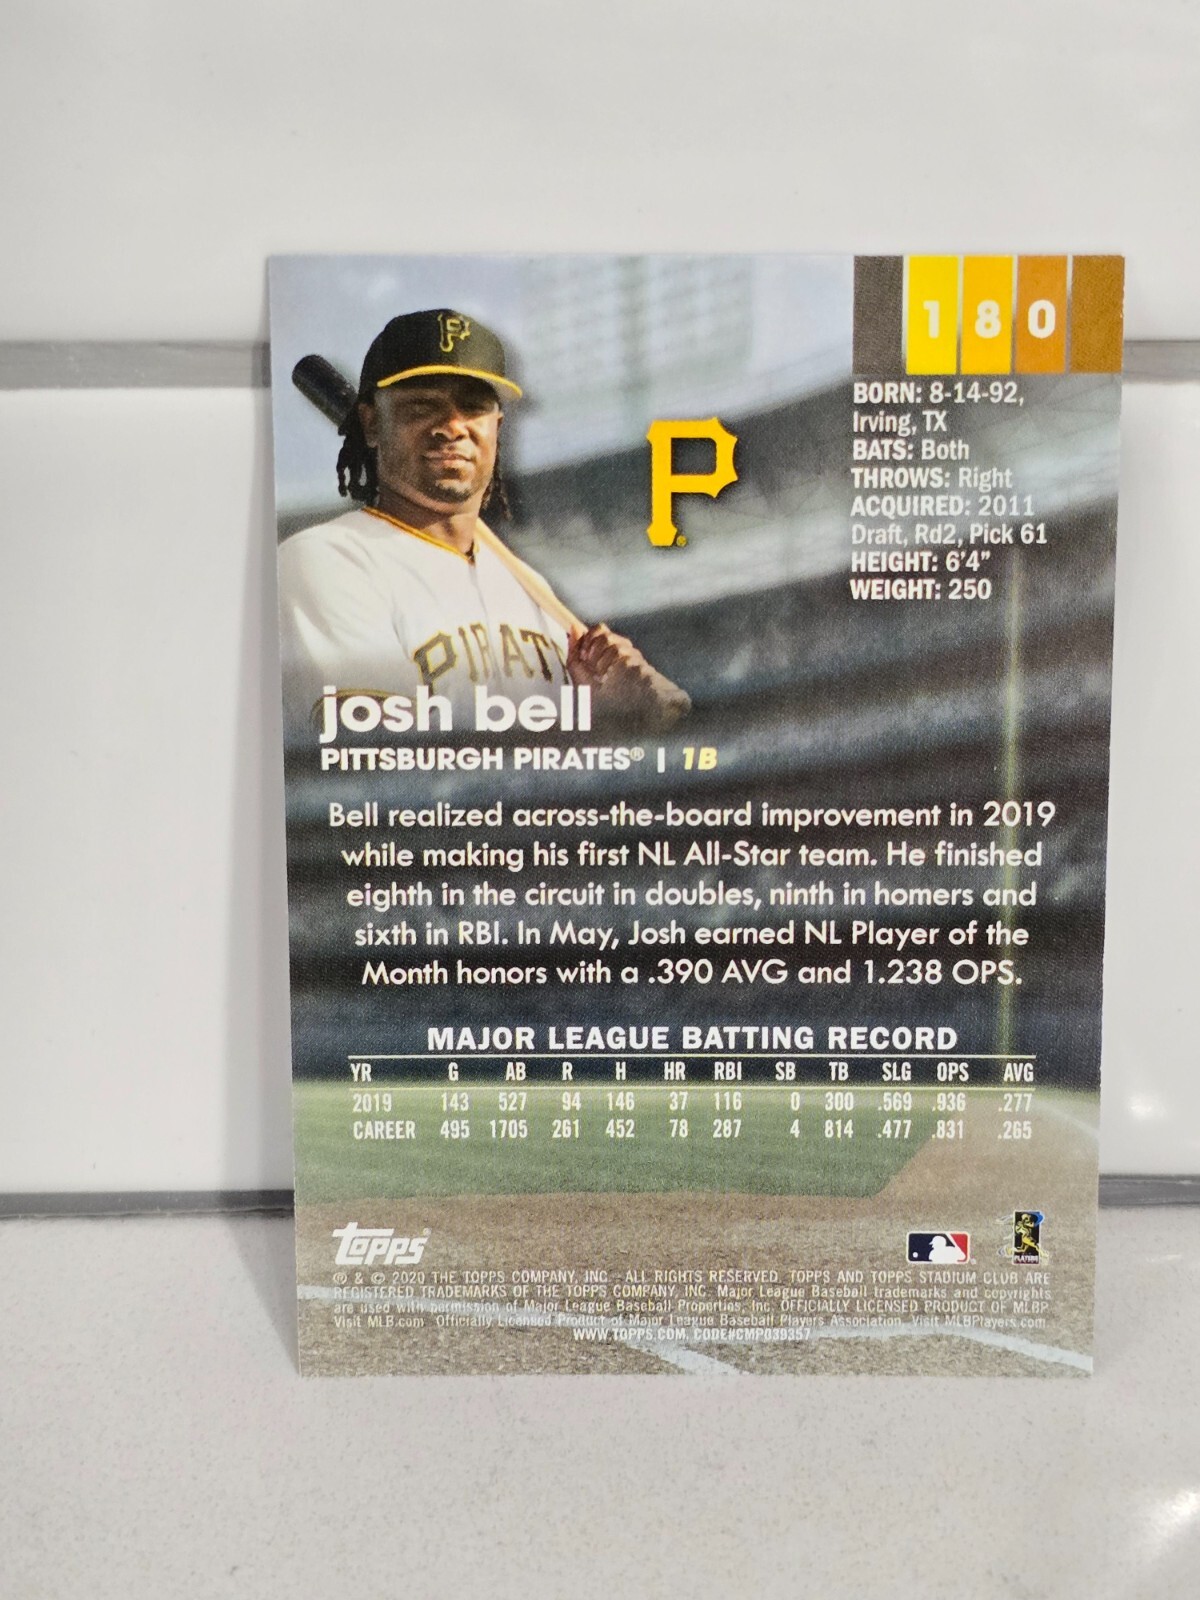 180
BORN: 8-14-92,
Irving, TX
BATS: Both
THROWS: Right
ACQUIRED: 2011
Draft, Rd2, Pick 61
HEIGHT: 6'4"
WEIGHT: 250
P
P
PIRAT
josh bell
PITTSBURGH PIRATES® | 1B
Bell realized across-the-board improvement in 2019
while making his first NL All-Star team. He finished
eighth in the circuit in doubles, ninth in homers and
sixth in RBI. In May, Josh earned NL Player of the
Month honors with a .390 AVG and 1.238 OPS.
MAJOR LEAGUE BATTING RECORD
YR G AB R H HR RBI SB TB SLG OPS AVG
2019 143 527 94 146 37 116 0 300 .569 .936 .277
CAREER 495 1705 261 452 78 287 4 814 .477 .831 .265
topps
PLAYERS
® & © 2020 THE TOPPS COMPANY, INC. ALL RIGHTS RESERVED. TOPPS AND TOPPS STADIUM CLUB ARE
REGISTERED TRADEMARKS OF THE TOPPS COMPANY, INC. Major League Baseball trademarks and copyrights
are used with permission of Major League Baseball Properties, Inc. OFFICIALLY LICENSED PRODUCT OF MLBP
Visit MLB.com Officially Licensed Product of Major League Baseball Players Association. Visit MLBPlayers.com
WWW.TOPPS.COM, CODE#CMP039357